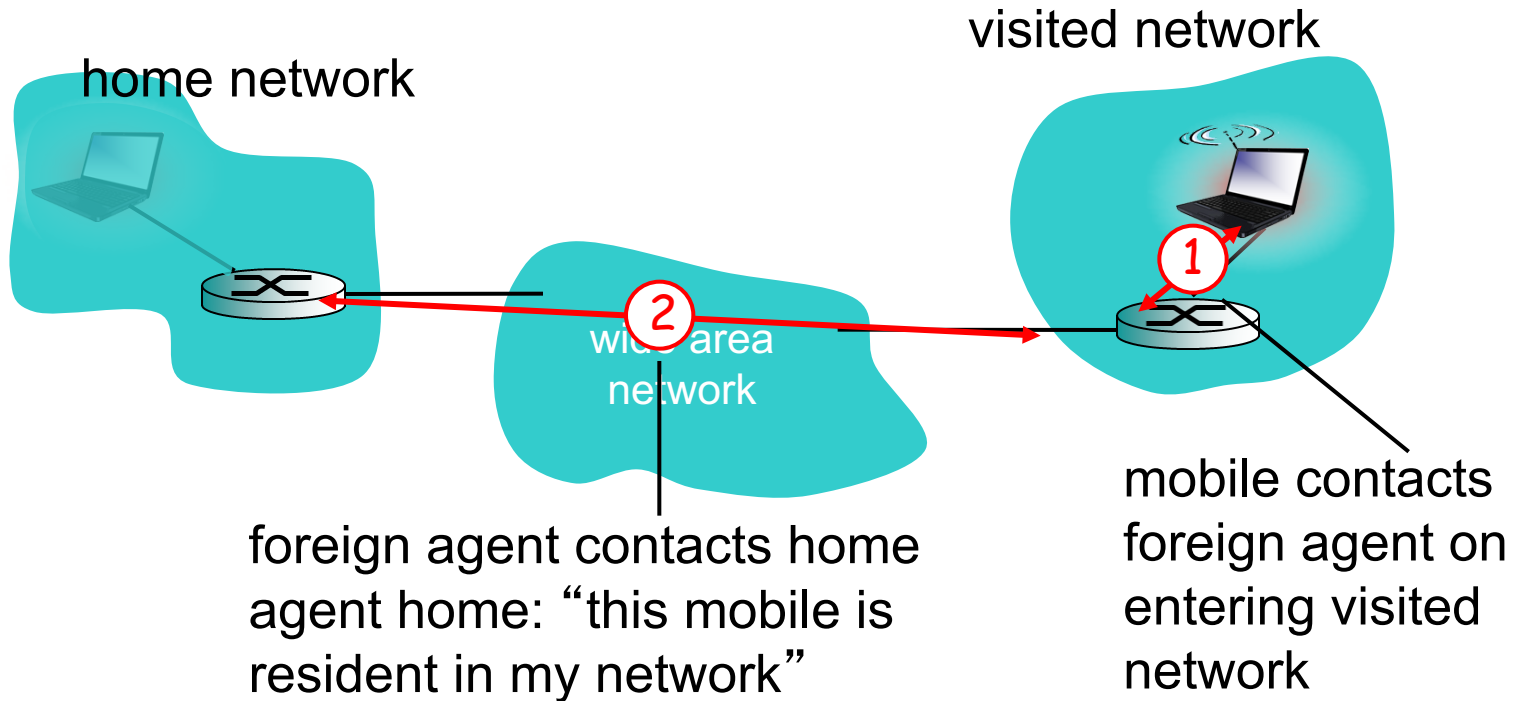 visited network
home network
1
2
wide area
network
mobile contacts
foreign agent on
entering visited
network
foreign agent contacts home
agent home: “this mobile is
resident in my network”